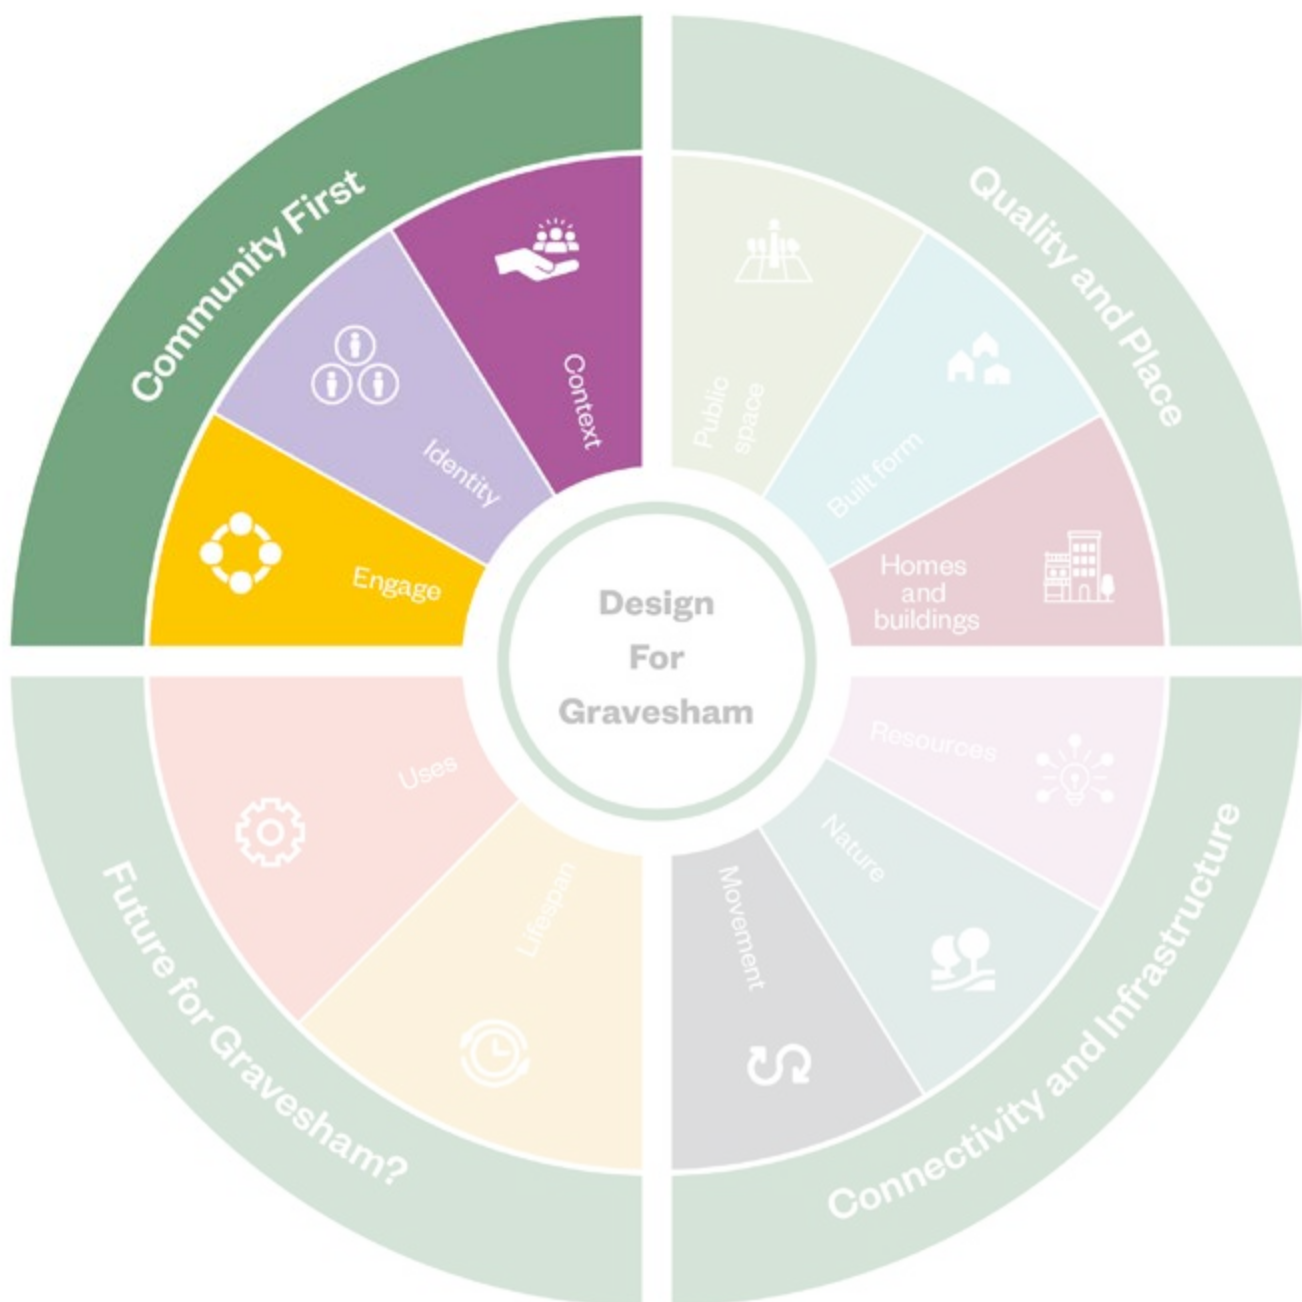 Community First
Context
Identity
Engage
Quality and Place
Public
space
Built form
Homes
and
buildings
Design
For
Gravesham
Resources
Nature
Movement
Connectivity and Infrastructure
Uses
Lifespan
Future for Gravesham?